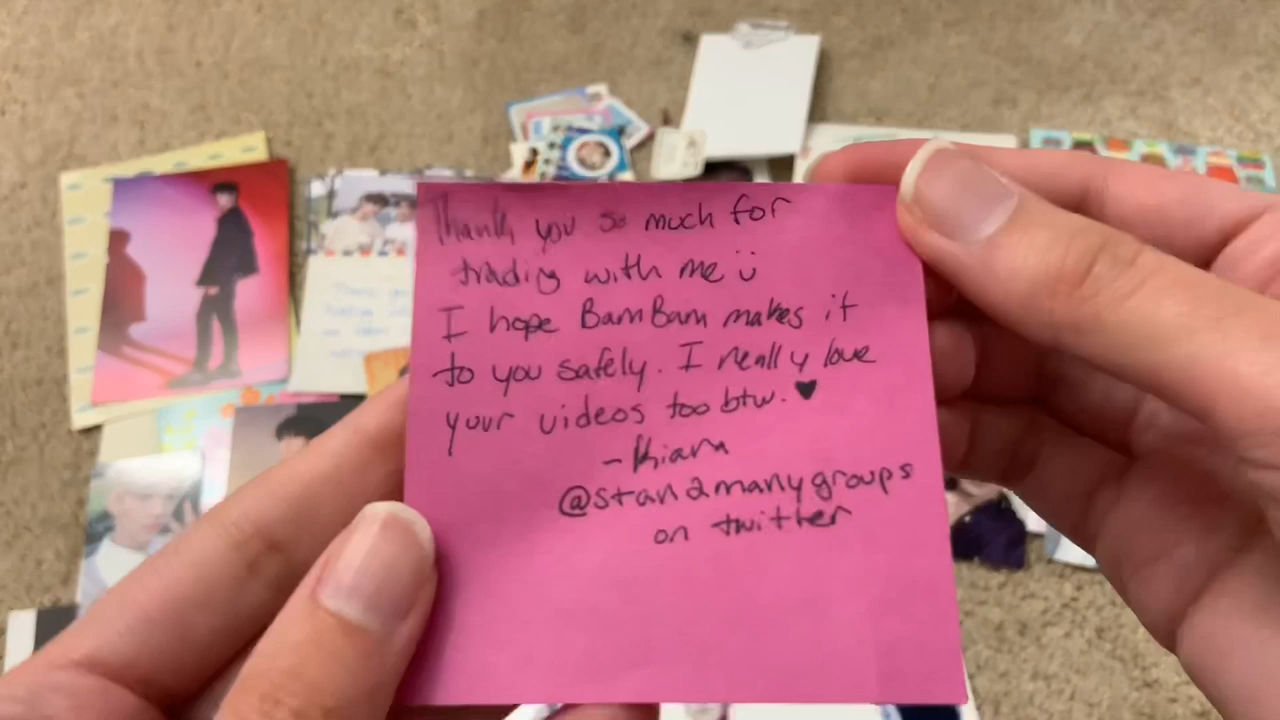 Thank you so much for
trading with me ü
I hope BamBam makes it
to you safely. I really love
your videos too btw. ♥
- Kiam
@stan2manygroups
on twitter